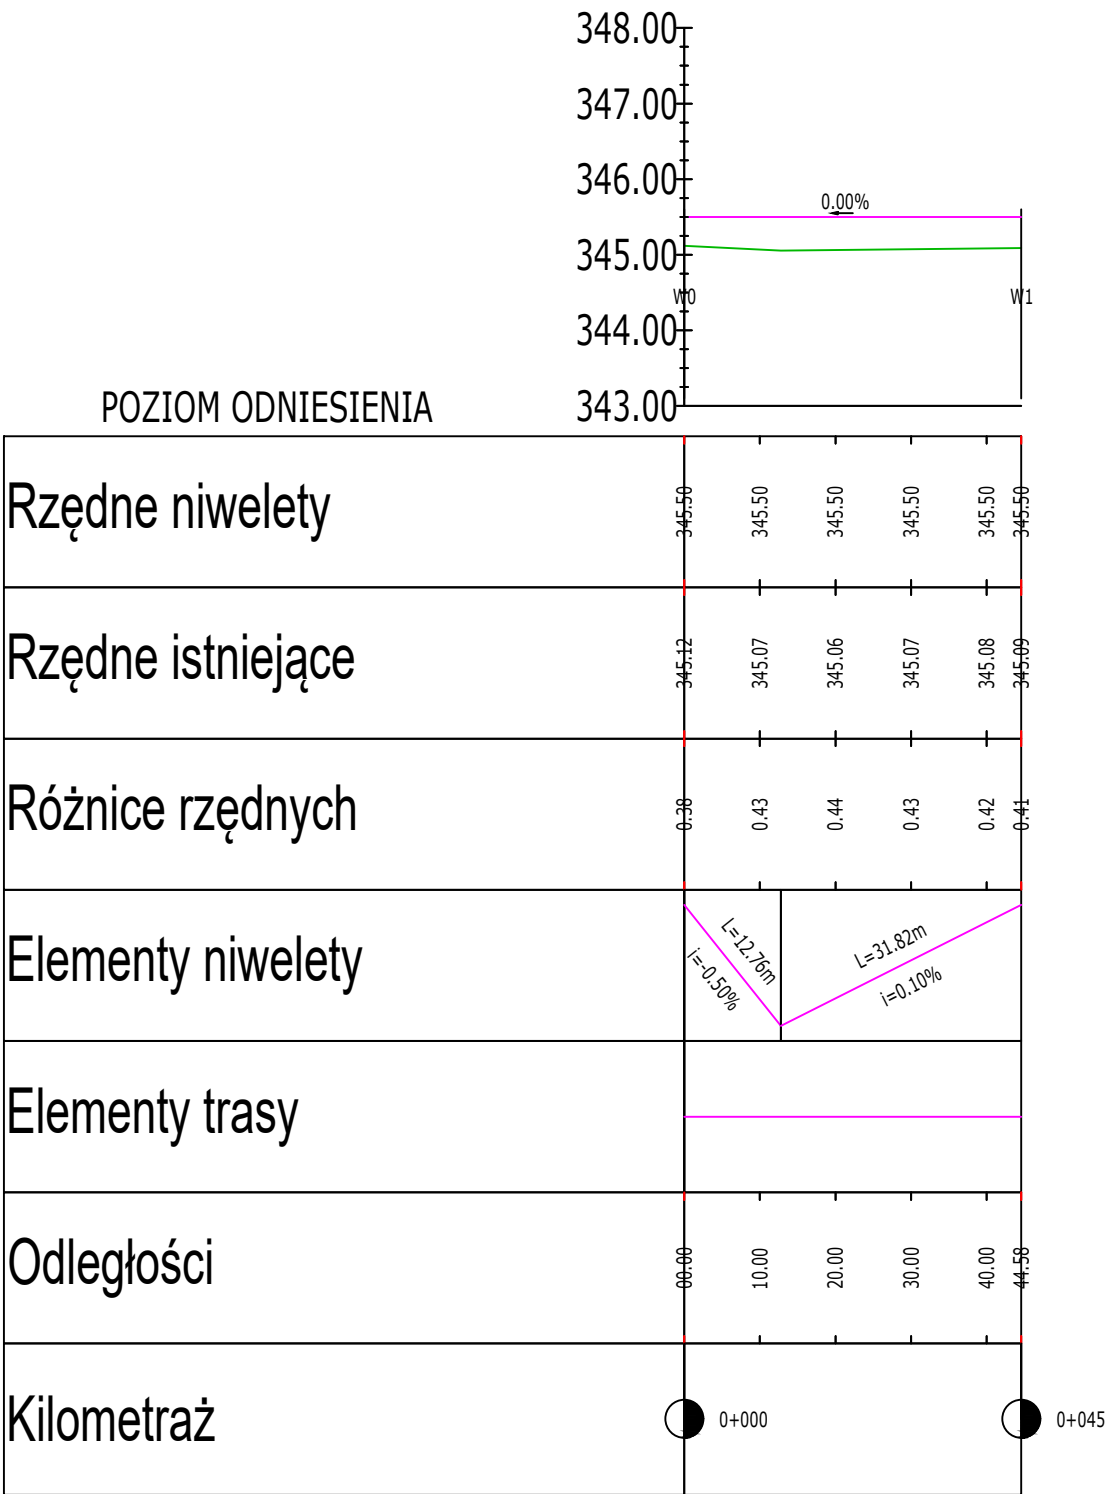 348.00
347.00
346.00
0.00%
345.00
W0
W1
344.00
POZIOM ODNIESIENIA
343.00
Rzędne niwelety
345.50 345.50 345.50 345.50 345.50 345.50
Rzędne istniejące
345.12 345.07 345.06 345.07 345.08 345.09
Różnice rzędnych
0.38 0.43 0.44 0.43 0.42 0.41
Elementy niwelety
L=12.76m
i=-0.50%
L=31.82m
i=0.10%
Elementy trasy
Odległości
00.00 10.00 20.00 30.00 40.00 44.58
Kilometraż
0+000
0+045